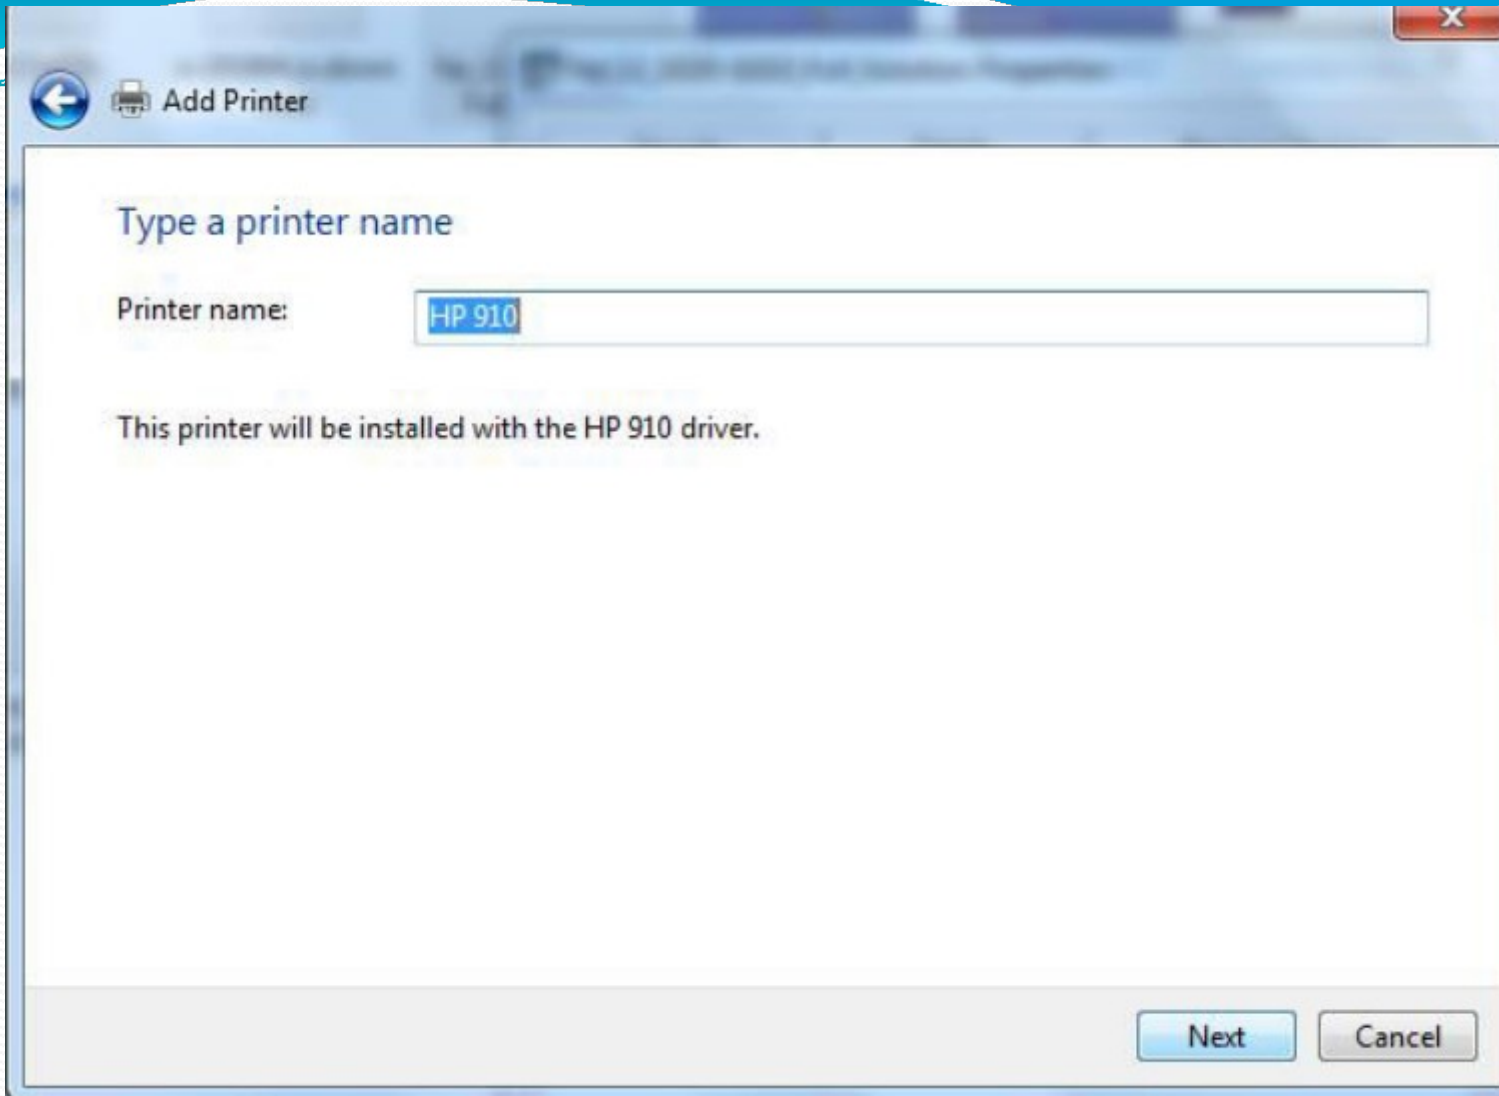 Add Printer
Type a printer name
Printer name:
HP 910
This printer will be installed with the HP 910 driver.
Next
Cancel